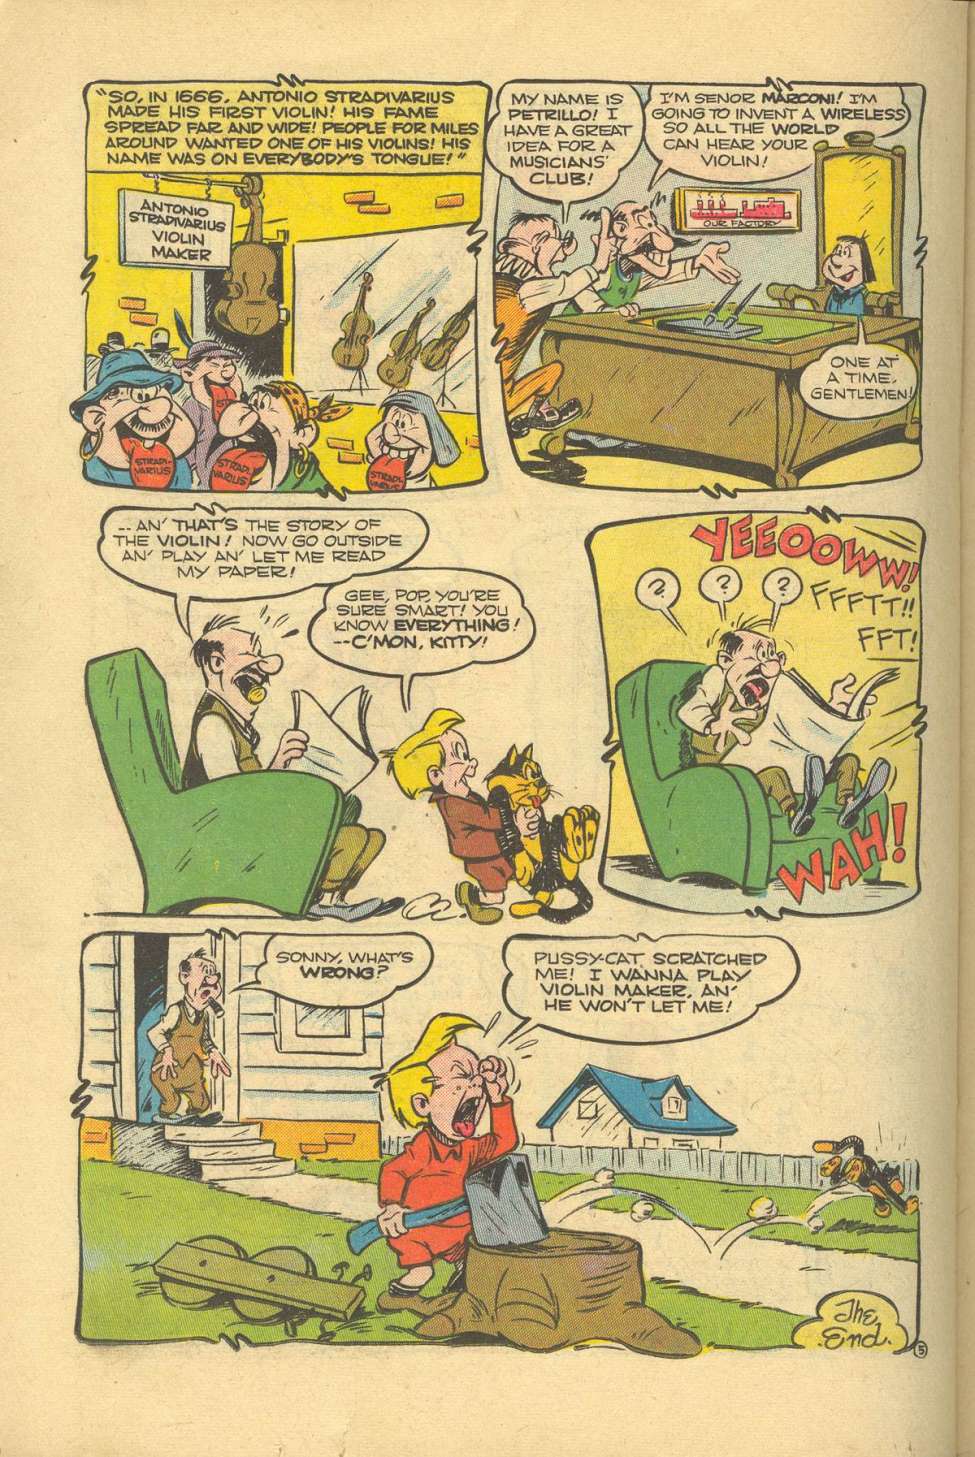 "SO, IN 1666, ANTONIO STRADIVARIUS
MADE HIS FIRST VIOLIN! HIS FAME
SPREAD FAR AND WIDE! PEOPLE FOR MILES
AROUND WANTED ONE OF HIS VIOLINS! HIS
NAME WAS ON EVERYBODY'S TONGUE!"
ANTONIO
STRADIVARIUS
VIOLIN
MAKER
17
ST
STRADI-
VARIUS
STRADI-
VARIUS
STRADI-
VARIUS
MY NAME IS
PETRILLO! I
HAVE A GREAT
IDEA FOR A
MUSICIANS'
CLUB!
I'M SENOR MARCONI! I'M
GOING TO INVENT A WIRELESS
SO ALL THE WORLD
CAN HEAR YOUR
VIOLIN!
OUR FACTORY
ONE AT
A TIME,
GENTLEMEN!
-- AN' THAT'S THE STORY OF
THE VIOLIN! NOW GO OUTSIDE
AN' PLAY AN' LET ME READ
MY PAPER!
GEE, POP, YOU'RE
SURE SMART! YOU
KNOW EVERYTHING!
--C'MON, KITTY!
YEEOOWW!
? ? ?
FFFTT!!
FFT!
WAH!
SONNY, WHAT'S
WRONG?
PUSSY-CAT SCRATCHED
ME! I WANNA PLAY
VIOLIN MAKER, AN'
HE WON'T LET ME!
The
End.
5